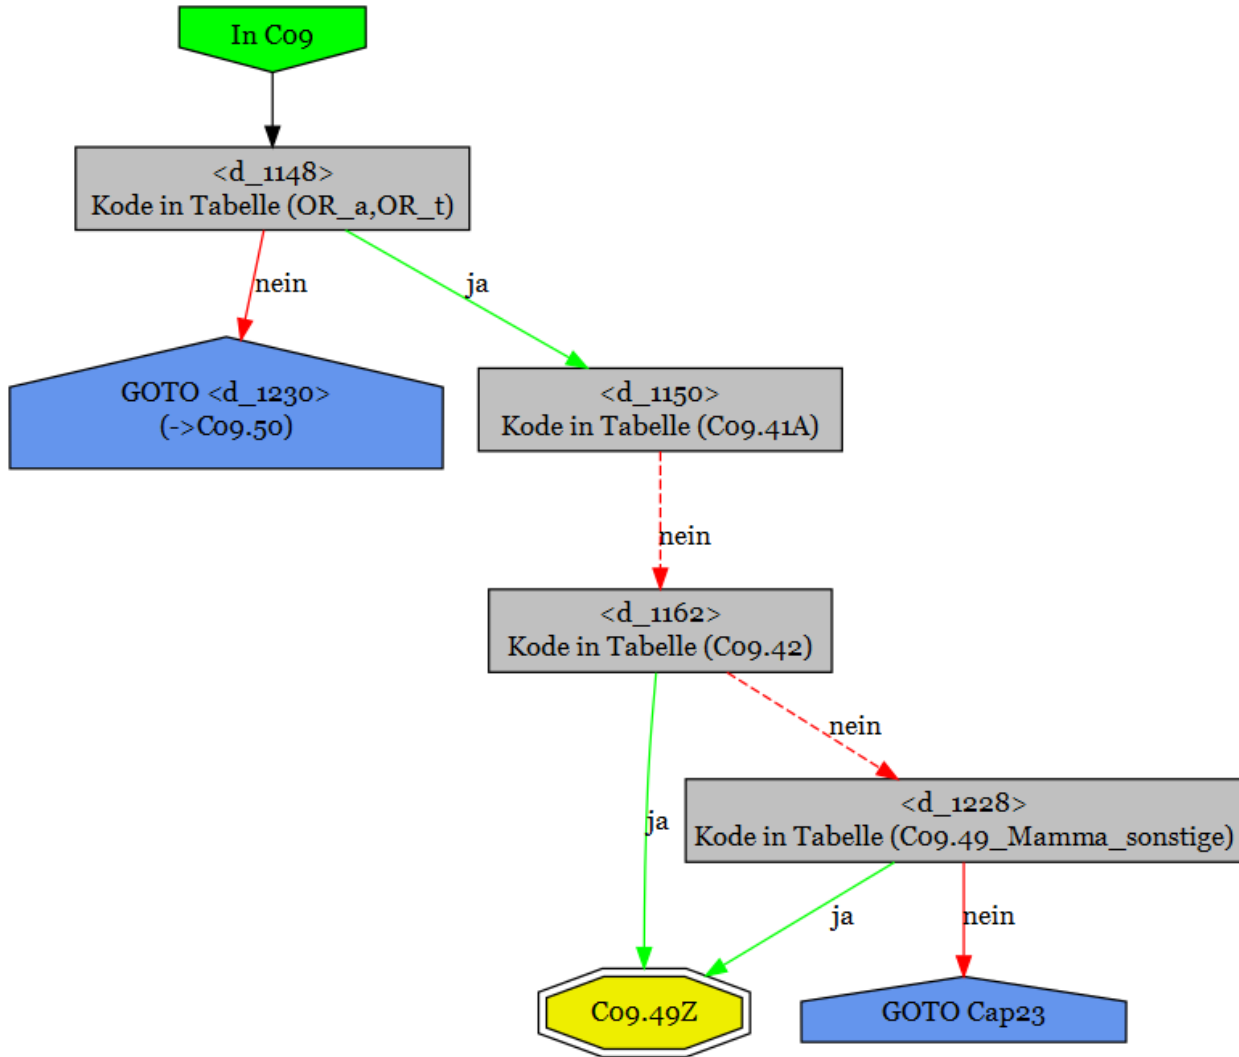 In C09
<d_1148>
Kode in Tabelle (OR_a,OR_t)
nein
ja
GOTO <d_1230>
(->C09.50)
<d_1150>
Kode in Tabelle (C09.41A)
nein
<d_1162>
Kode in Tabelle (C09.42)
nein
ja
<d_1228>
Kode in Tabelle (C09.49_Mamma_sonstige)
ja
nein
C09.49Z
GOTO Cap23